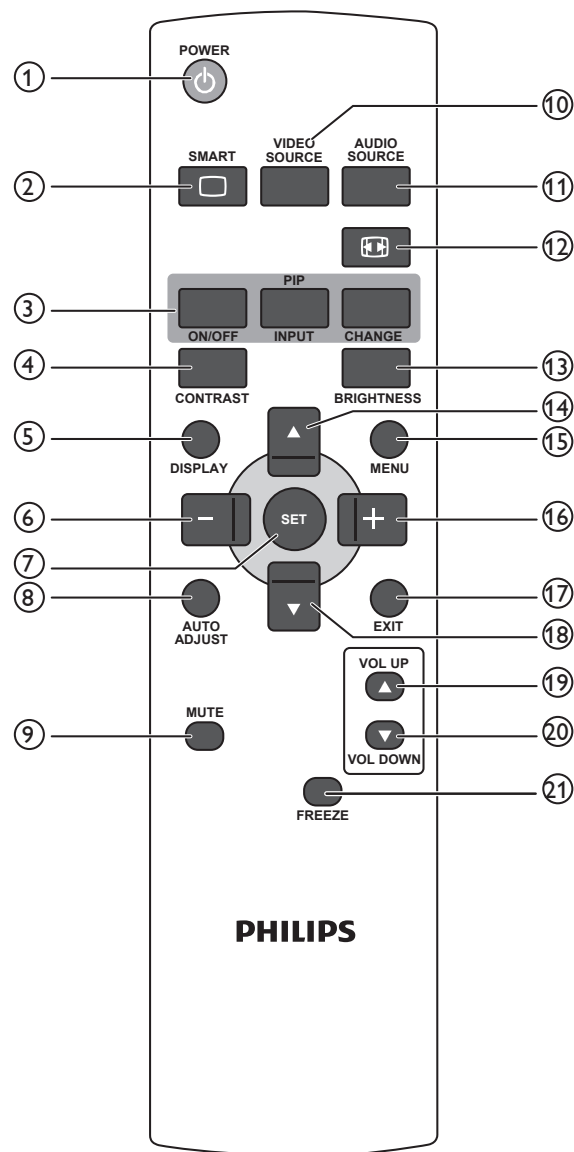 POWER
1
10
SMART
VIDEO
SOURCE
AUDIO
SOURCE
2
11
12
PIP
3
ON/OFF INPUT CHANGE
4
13
CONTRAST
BRIGHTNESS
14
5
15
DISPLAY
MENU
6
−
SET
+
16
7
8
17
AUTO
ADJUST
EXIT
18
VOL UP
19
MUTE
9
20
VOL DOWN
21
FREEZE
PHILIPS